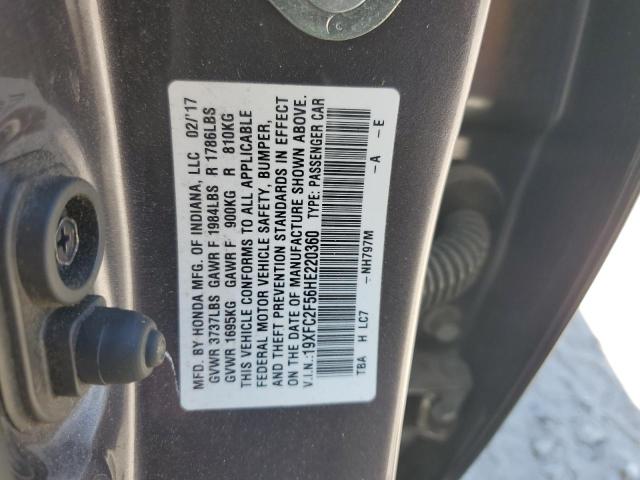 MFD. BY HONDA MFG. OF INDIANA, LLC 02/'17
GVWR 3737LBS GAWR F 1984LBS R 1786LBS
GVWR 1695KG GAWR F 900KG R 810KG
THIS VEHICLE CONFORMS TO ALL APPLICABLE
FEDERAL MOTOR VEHICLE SAFETY, BUMPER,
AND THEFT PREVENTION STANDARDS IN EFFECT
ON THE DATE OF MANUFACTURE SHOWN ABOVE.
V.I.N.:19XFC2F56HE220360 TYPE: PASSENGER CAR
TBA H LC7 -NH797M -A -E